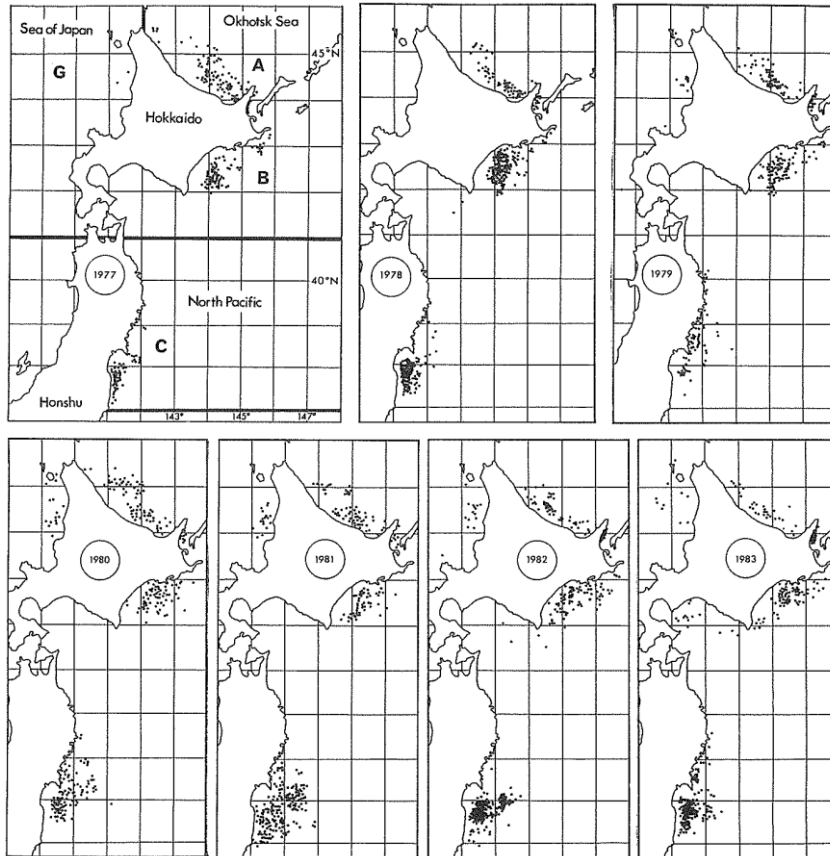 Sea of Japan
Okhotsk Sea
45°N
G
A
Hokkaido
B
1977
40°N
North Pacific
C
Honshu
143°
145°
147°
1978
1979
1980
1981
1982
1983